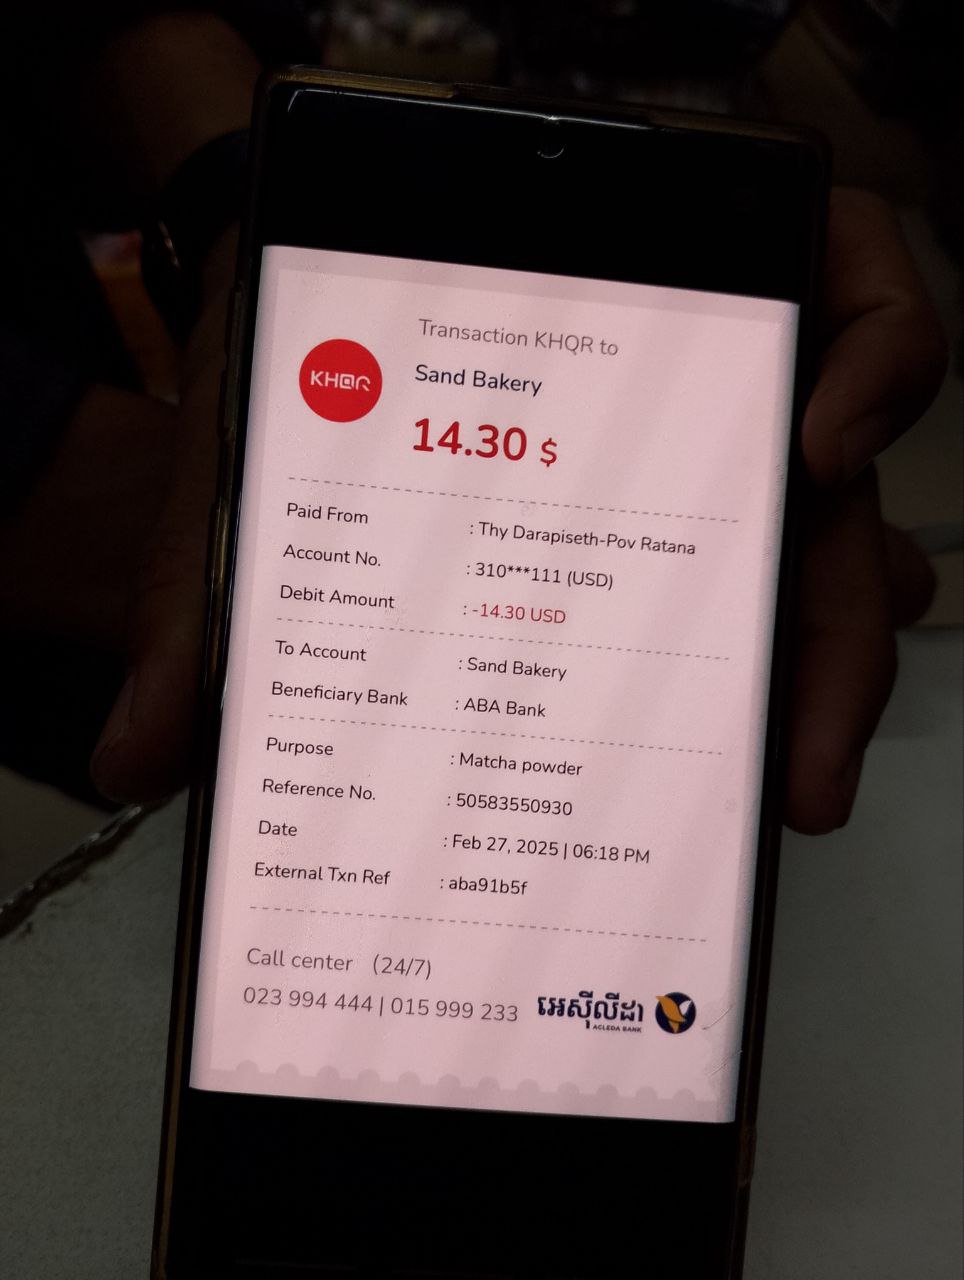 Transaction KHQR to
KHQR
Sand Bakery
14.30 $
Paid From : Thy Darapiseth-Pov Ratana
Account No. : 310***111 (USD)
Debit Amount : -14.30 USD
To Account : Sand Bakery
Beneficiary Bank : ABA Bank
Purpose : Matcha powder
Reference No. : 50583550930
Date : Feb 27, 2025 | 06:18 PM
External Txn Ref : aba91b5f
Call center (24/7)
023 994 444 | 015 999 233
អេស៊ីលីដា
ACLEDA BANK